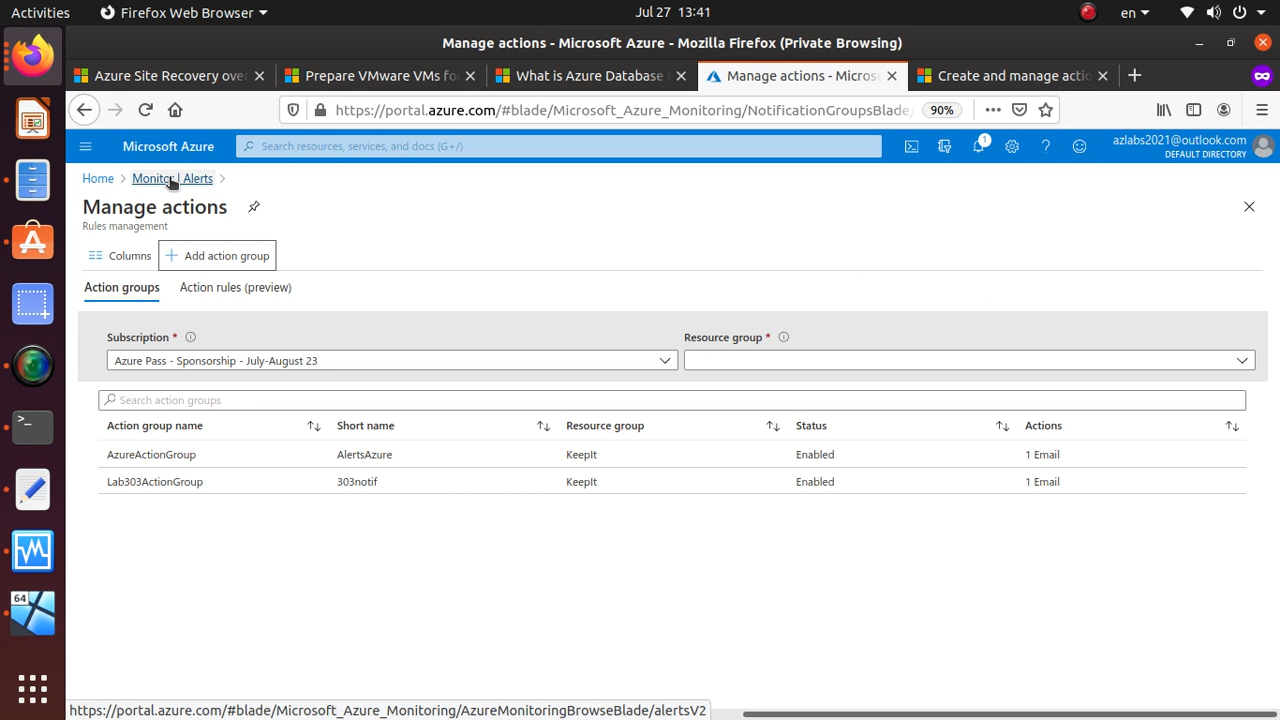 Activities
Firefox Web Browser
Jul 27 13:41
en
Manage actions - Microsoft Azure - Mozilla Firefox (Private Browsing)
Azure Site Recovery over
Prepare VMware VMs for
What is Azure Database
Manage actions - Micros
Create and manage actio
https://portal.azure.com/#blade/Microsoft_Azure_Monitoring/NotificationGroupsBlade/
90%
Microsoft Azure
Search resources, services, and docs (G+/)
1
azlabs2021@outlook.com
DEFAULT DIRECTORY
Home
Monitor | Alerts
Manage actions
Rules management
Columns
Add action group
Action groups
Action rules (preview)
Subscription *
Resource group *
Azure Pass - Sponsorship - July-August 23
Search action groups
Action group name Short name Resource group Status Actions
AzureActionGroup AlertsAzure KeepIt Enabled 1 Email
Lab303ActionGroup 303notif KeepIt Enabled 1 Email
64
https://portal.azure.com/#blade/Microsoft_Azure_Monitoring/AzureMonitoringBrowseBlade/alertsV2